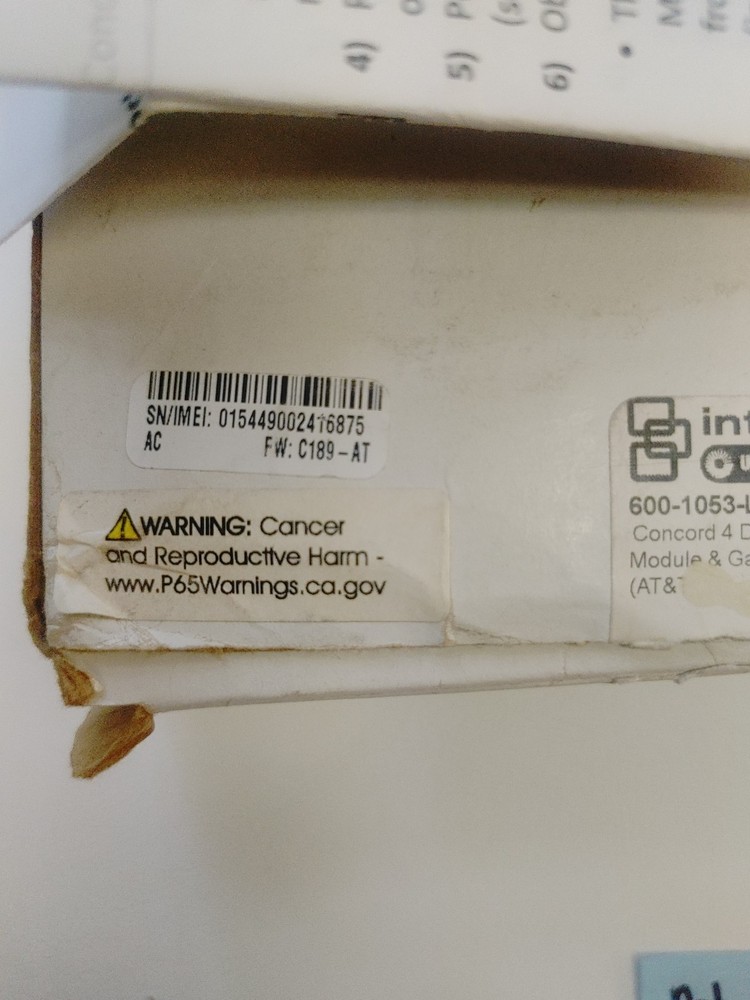 4)
5)
6)
SN/IMEI: 015449002416875
AC FW: C189-AT
WARNING: Cancer
and Reproductive Harm -
www.P65Warnings.ca.gov
600-1053-
Concord 4
Module &
(AT&T